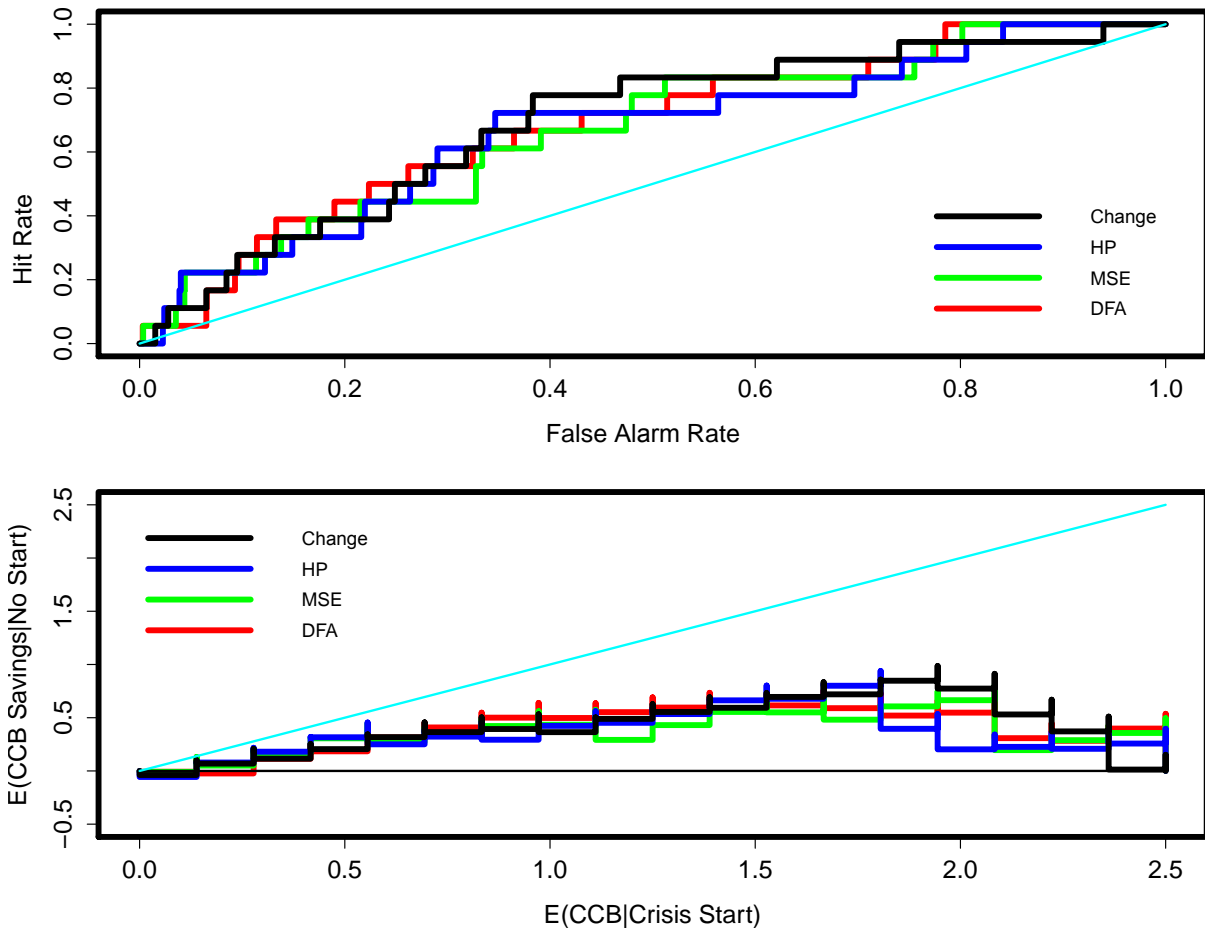 1.0
0.8
0.6
0.4
0.2
0.0
Hit Rate
Change
HP
MSE
DFA
0.0 0.2 0.4 0.6 0.8 1.0
False Alarm Rate
2.5
1.5
0.5
−0.5
E(CCB Savings|No Start)
Change
HP
MSE
DFA
0.0 0.5 1.0 1.5 2.0 2.5
E(CCB|Crisis Start)